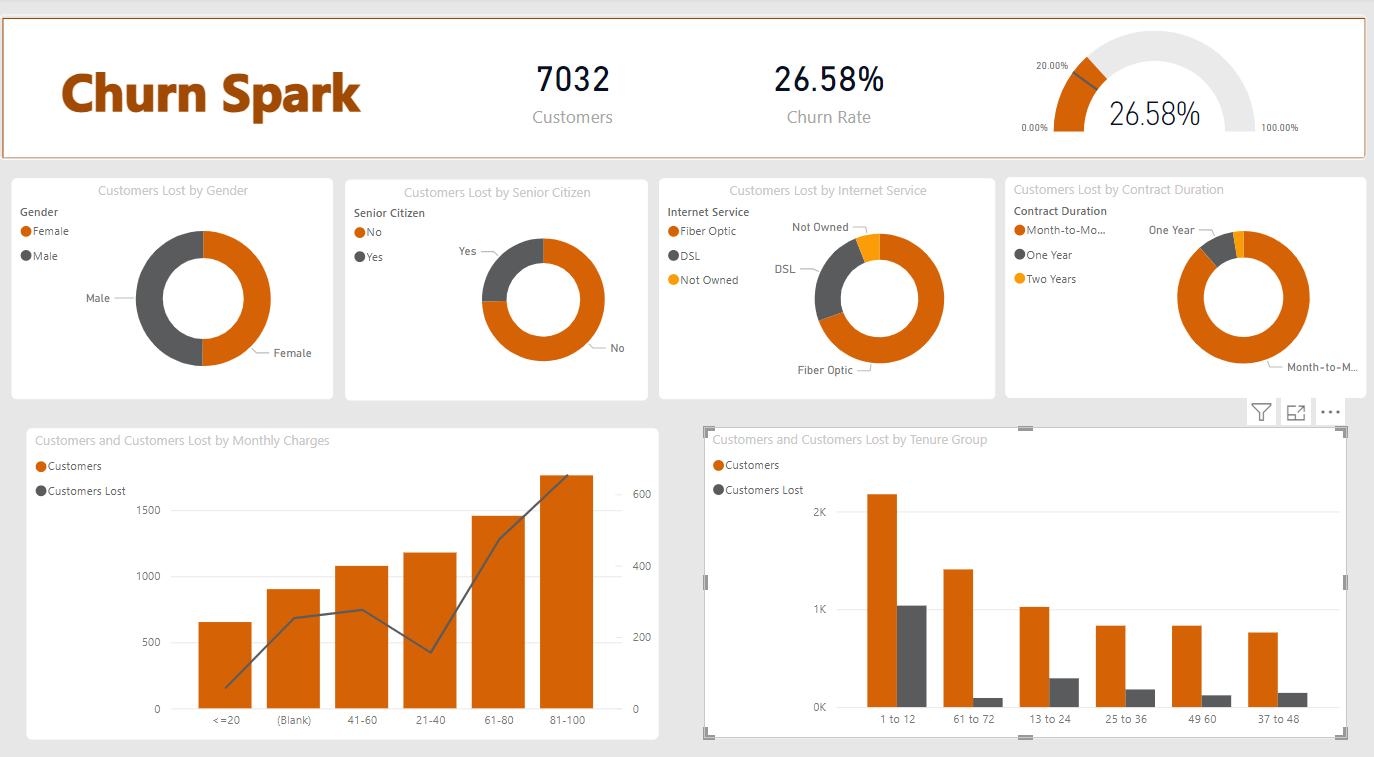 Churn Spark
7032
Customers
26.58%
Churn Rate
20.00%
0.00%
26.58%
100.00%
Customers Lost by Gender
Gender
Female
Male
Male
Female
Customers Lost by Senior Citizen
Senior Citizen
No
Yes
Yes
No
Customers Lost by Internet Service
Internet Service
Fiber Optic
DSL
Not Owned
Not Owned
DSL
Fiber Optic
Customers Lost by Contract Duration
Contract Duration
Month-to-Mo...
One Year
Two Years
One Year
Month-to-M...
Customers and Customers Lost by Monthly Charges
Customers
Customers Lost
1500
1000
500
0
600
400
200
0
<=20 (Blank) 41-60 21-40 61-80 81-100
Customers and Customers Lost by Tenure Group
Customers
Customers Lost
2K
1K
0K
1 to 12 61 to 72 13 to 24 25 to 36 49 60 37 to 48